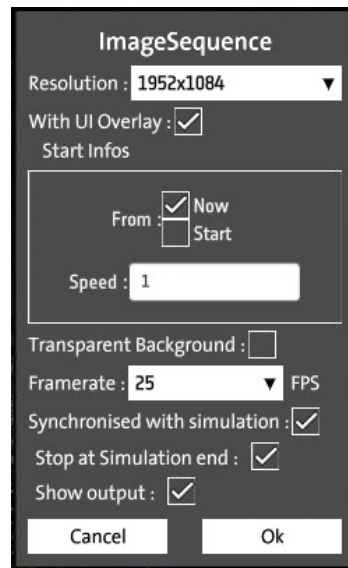 ImageSequence
Resolution : 1952x1084
With UI Overlay :
Start Infos
From : Now
Start
Speed : 1
Transparent Background :
Framerate : 25 FPS
Synchronised with simulation :
Stop at Simulation end :
Show output :
Cancel Ok